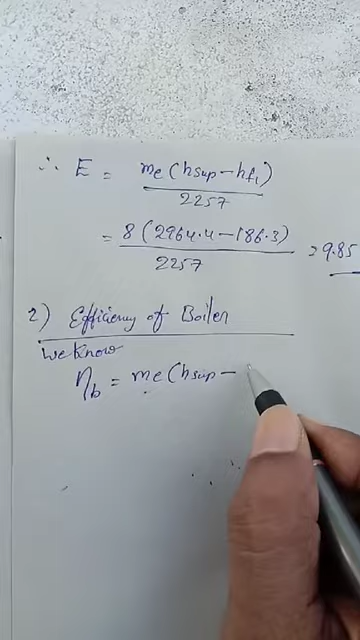 ∴ E = me(hsup-hf1)
2257
= 8(2964.4-186.3)
2257
= 9.85
2) Efficiency of Boiler
We know
ηb = me(hsup-